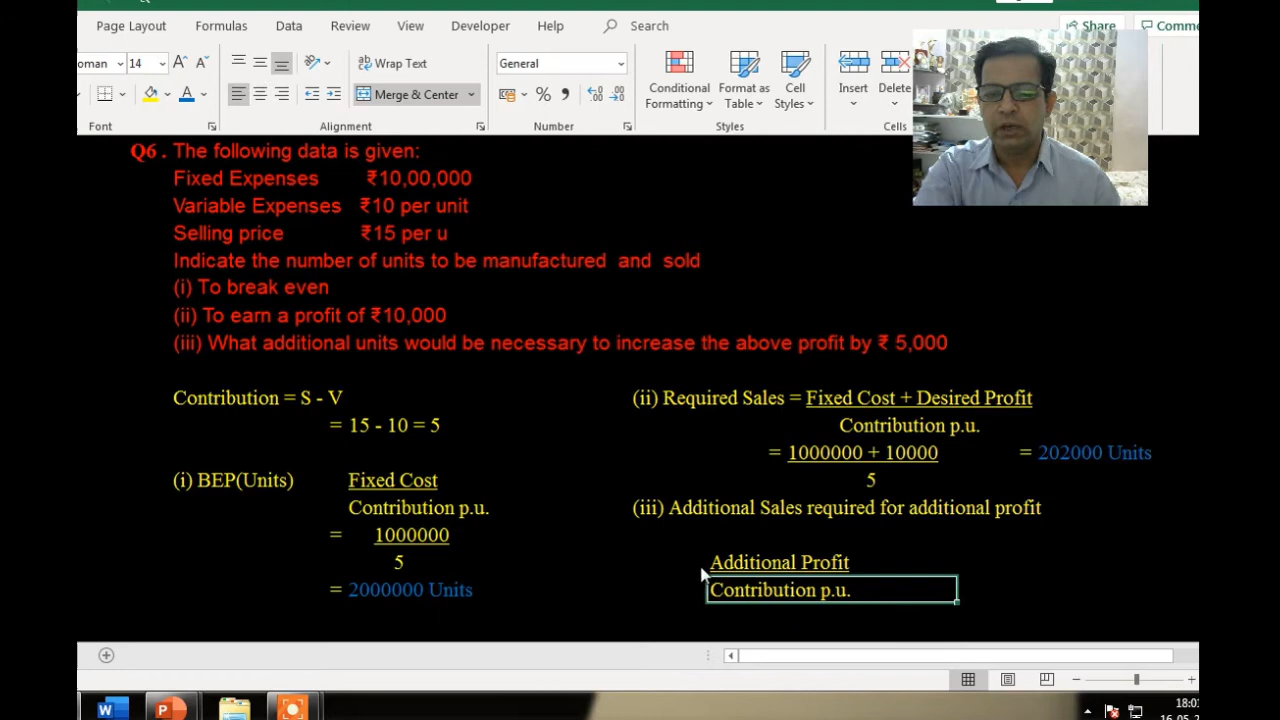 Page Layout Formulas Data Review View Developer Help Search Share Comme
oman 14 Wrap Text General Conditional Format as Cell Insert Delete
Merge & Center % Formatting Table Styles
Font Alignment Number Styles Cells
Q6 . The following data is given:
Fixed Expenses ₹10,00,000
Variable Expenses ₹10 per unit
Selling price ₹15 per u
Indicate the number of units to be manufactured and sold
(i) To break even
(ii) To earn a profit of ₹10,000
(iii) What additional units would be necessary to increase the above profit by ₹ 5,000
Contribution = S - V
= 15 - 10 = 5
(i) BEP(Units) Fixed Cost
Contribution p.u.
= 1000000
5
= 2000000 Units
(ii) Required Sales = Fixed Cost + Desired Profit
Contribution p.u.
= 1000000 + 10000 = 202000 Units
5
(iii) Additional Sales required for additional profit
Additional Profit
Contribution p.u.
18:01